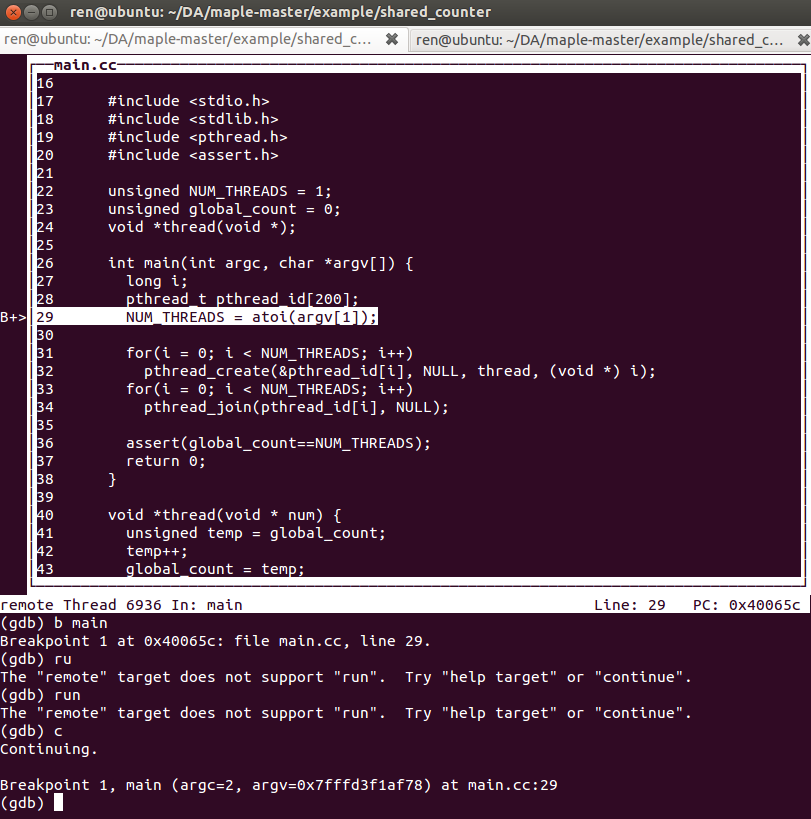 ren@ubuntu: ~/DA/maple-master/example/shared_counter
ren@ubuntu: ~/DA/maple-master/example/shared_c... ren@ubuntu: ~/DA/maple-master/example/shared_c...
main.cc
16
17 #include <stdio.h>
18 #include <stdlib.h>
19 #include <pthread.h>
20 #include <assert.h>
21
22 unsigned NUM_THREADS = 1;
23 unsigned global_count = 0;
24 void *thread(void *);
25
26 int main(int argc, char *argv[]) {
27 long i;
28 pthread_t pthread_id[200];
B+> 29 NUM_THREADS = atoi(argv[1]);
30
31 for(i = 0; i < NUM_THREADS; i++)
32 pthread_create(&pthread_id[i], NULL, thread, (void *) i);
33 for(i = 0; i < NUM_THREADS; i++)
34 pthread_join(pthread_id[i], NULL);
35
36 assert(global_count==NUM_THREADS);
37 return 0;
38 }
39
40 void *thread(void * num) {
41 unsigned temp = global_count;
42 temp++;
43 global_count = temp;
remote Thread 6936 In: main Line: 29 PC: 0x40065c
(gdb) b main
Breakpoint 1 at 0x40065c: file main.cc, line 29.
(gdb) ru
The "remote" target does not support "run". Try "help target" or "continue".
(gdb) run
The "remote" target does not support "run". Try "help target" or "continue".
(gdb) c
Continuing.
Breakpoint 1, main (argc=2, argv=0x7fffd3f1af78) at main.cc:29
(gdb)